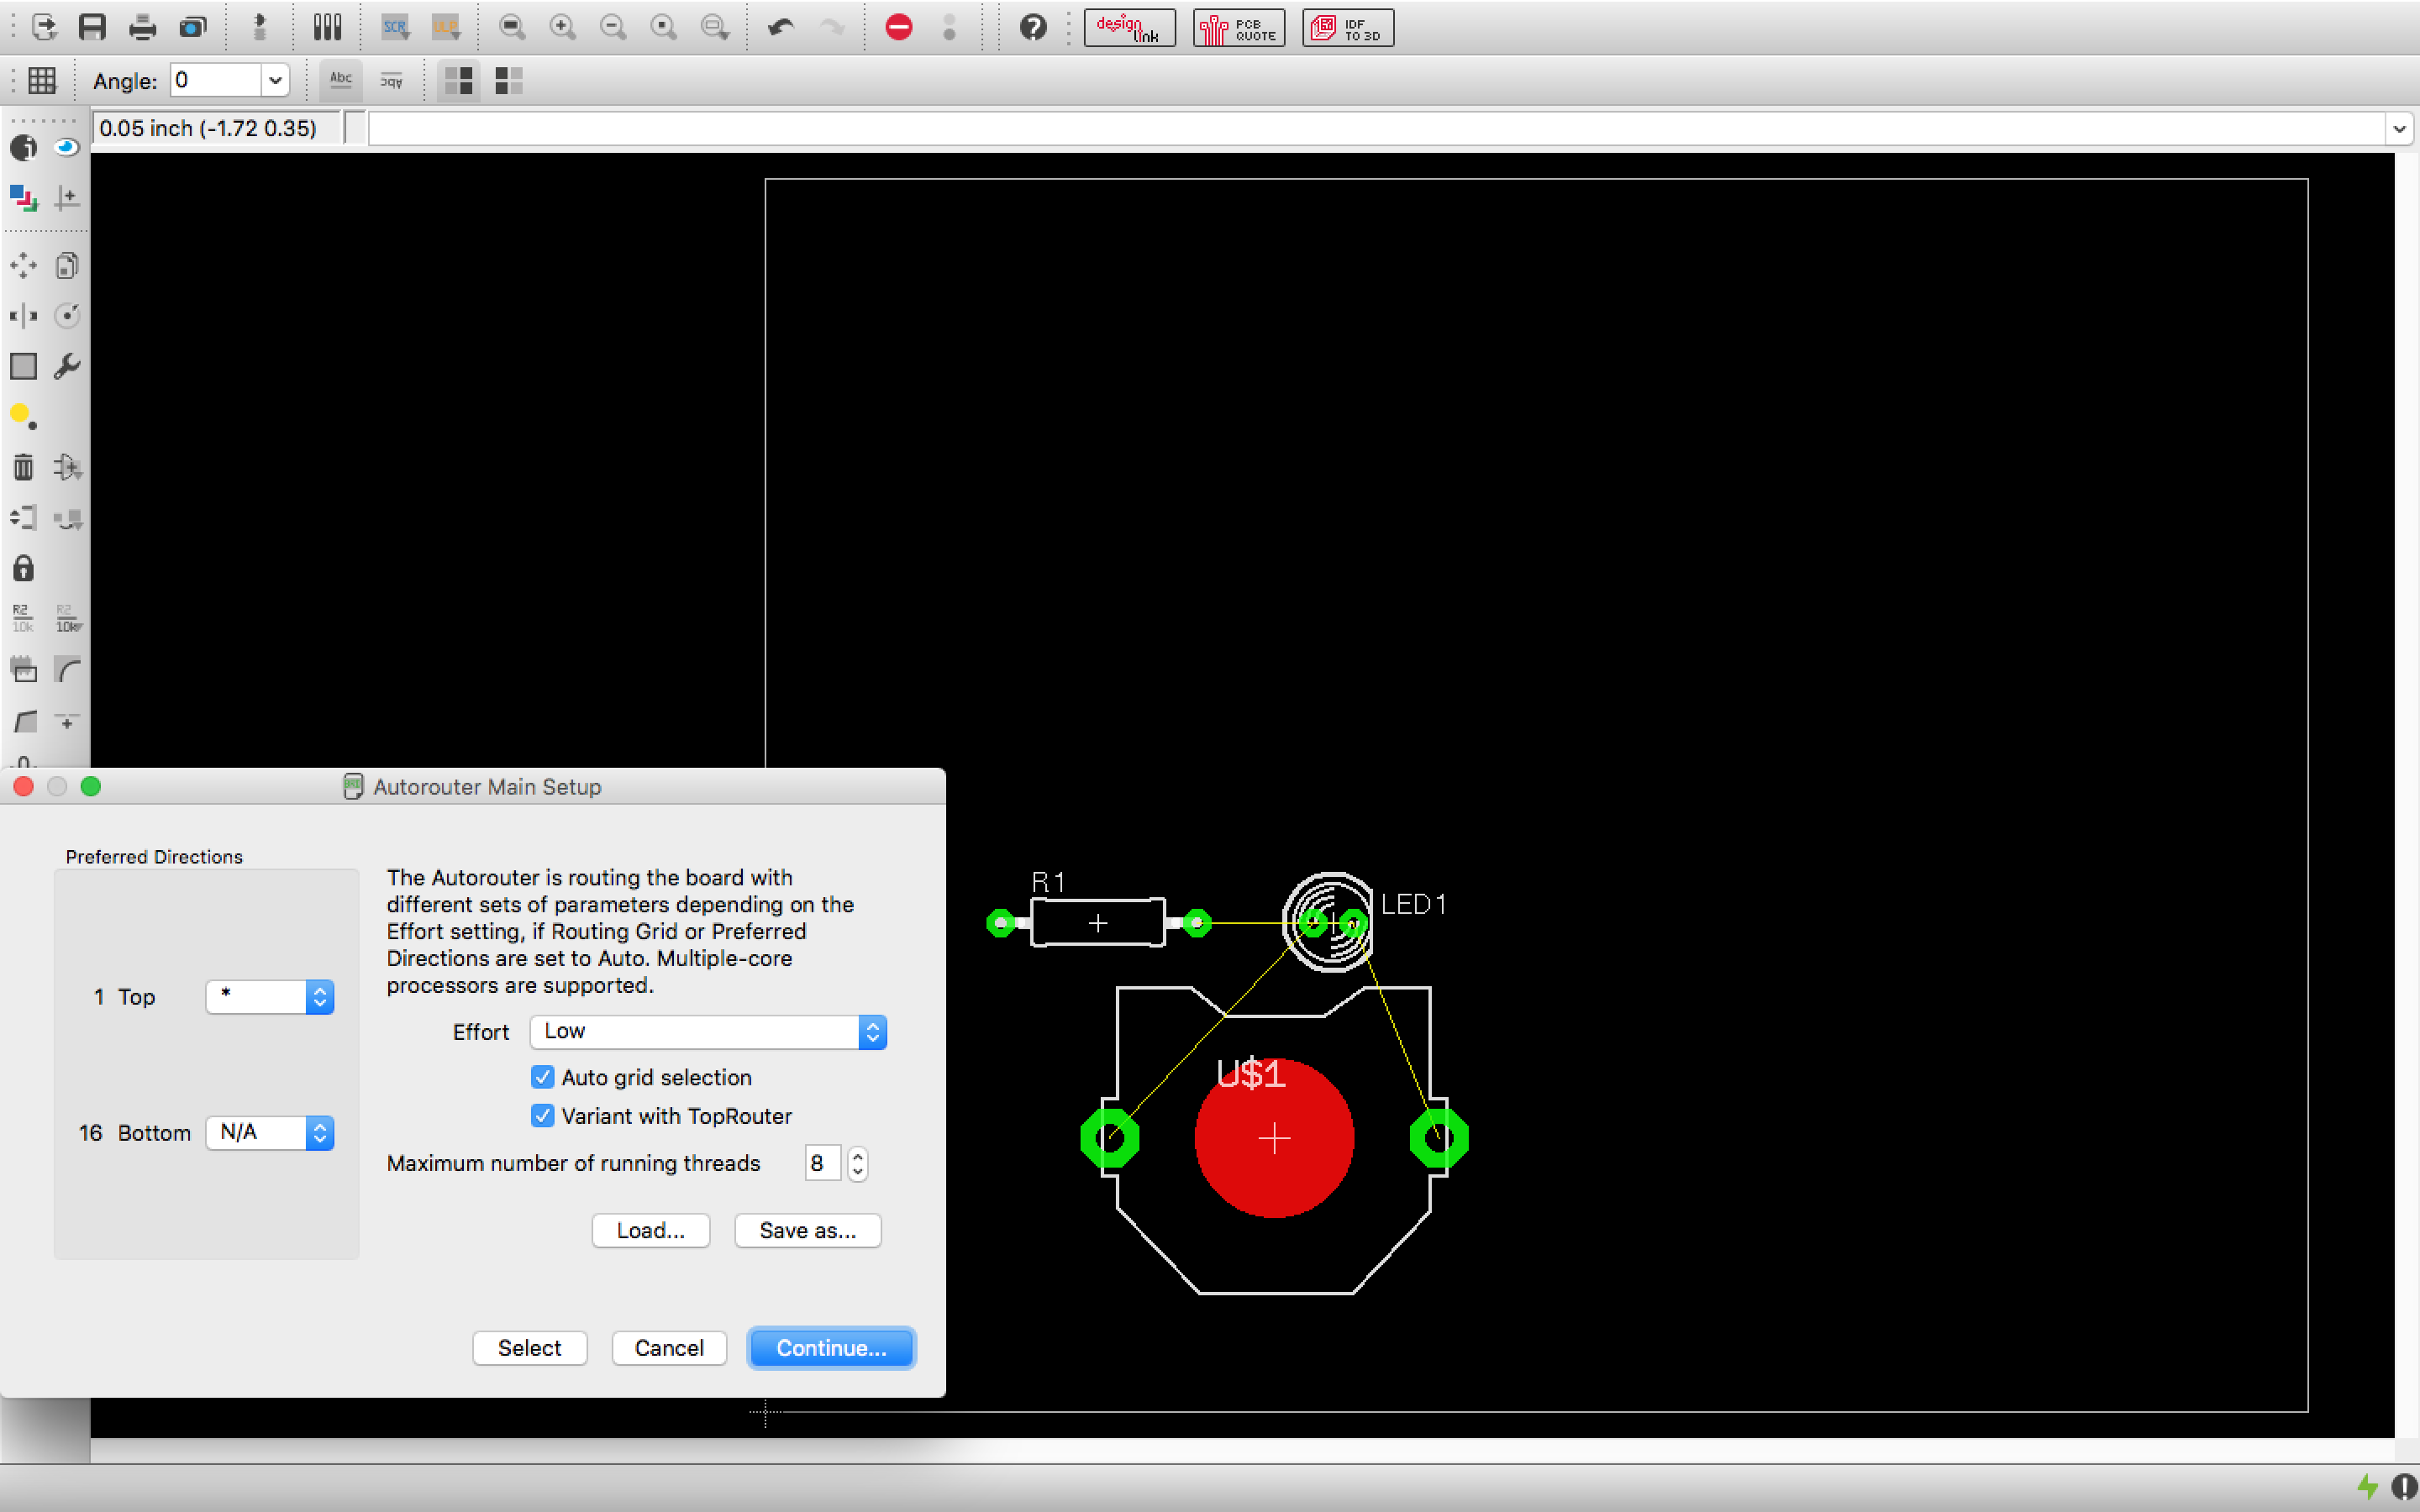 SCR
ULP
design link
PCB QUOTE
IDF TO 3D
Angle:
0
Abc
Abc
0.05 inch (-1.72 0.35)
R2
10k
R2
10k
Autorouter Main Setup
Preferred Directions
1 Top
*
16 Bottom
N/A
The Autorouter is routing the board with
different sets of parameters depending on the
Effort setting, if Routing Grid or Preferred
Directions are set to Auto. Multiple-core
processors are supported.
Effort
Low
Auto grid selection
Variant with TopRouter
Maximum number of running threads
8
Load...
Save as...
Select
Cancel
Continue...
R1
LED1
U$1